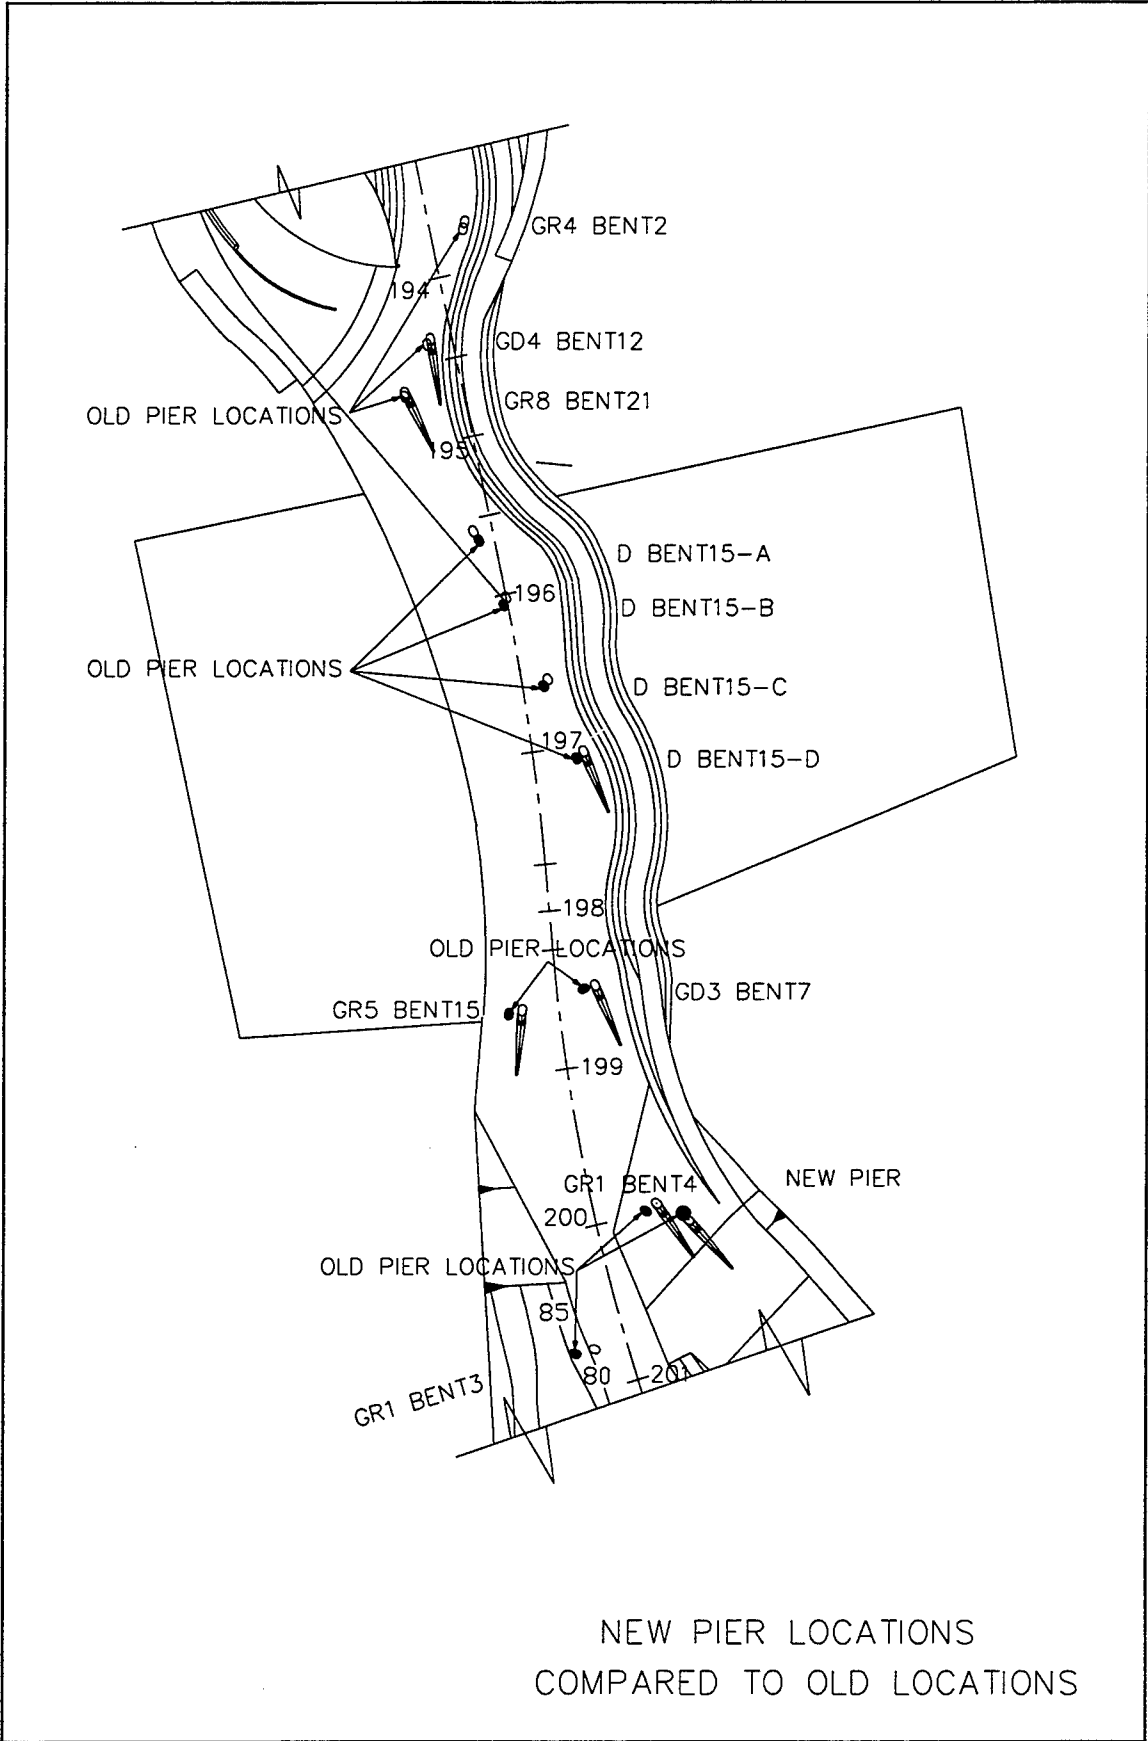 GR4 BENT2
194
GD4 BENT12
GR8 BENT21
OLD PIER LOCATIONS
195
D BENT15-A
196
D BENT15-B
OLD PIER LOCATIONS
D BENT15-C
197
D BENT15-D
198
OLD PIER LOCATIONS
GD3 BENT7
GR5 BENT15
199
NEW PIER
GR1 BENT4
200
OLD PIER LOCATIONS
85
80
201
GR1 BENT3
NEW PIER LOCATIONS
COMPARED TO OLD LOCATIONS